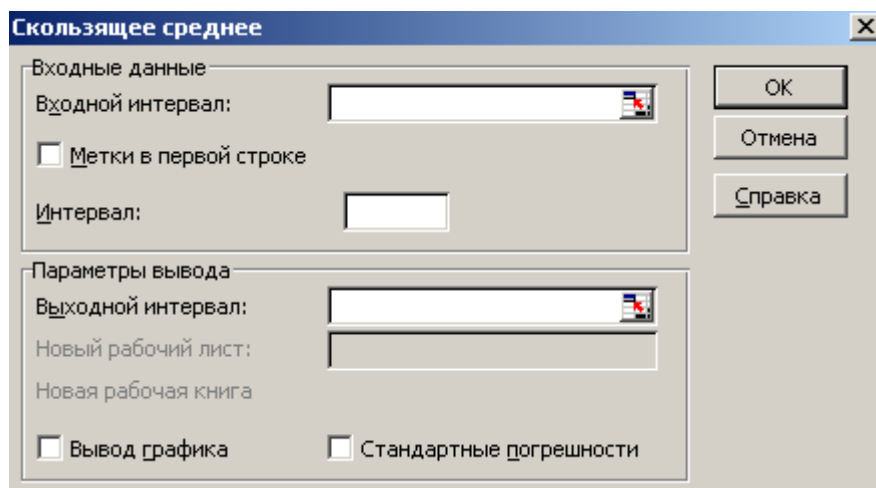 Скользящее среднее
Входные данные
Входной интервал:
Метки в первой строке
Интервал:
OK
Отмена
Справка
Параметры вывода
Выходной интервал:
Новый рабочий лист:
Новая рабочая книга
Вывод графика
Стандартные погрешности